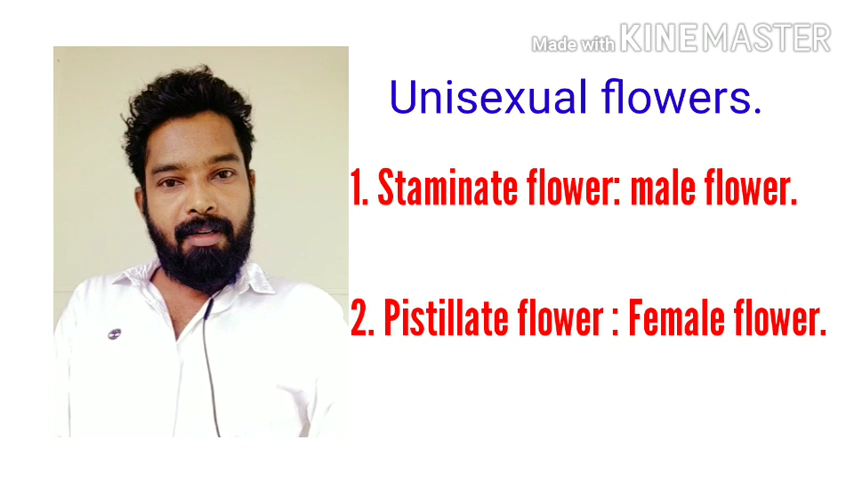 Made with KINEMASTER
Unisexual flowers.
1. Staminate flower: male flower.
2. Pistillate flower : Female flower.